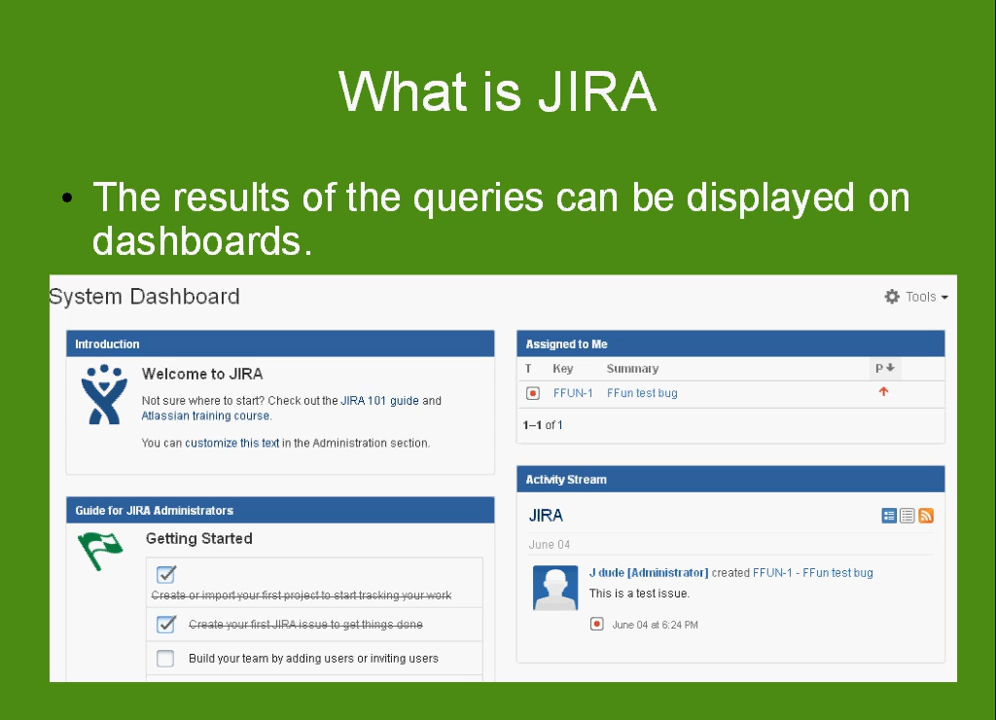 What is JIRA
• The results of the queries can be displayed on
dashboards.
System Dashboard
Tools
Introduction
Welcome to JIRA
Not sure where to start? Check out the JIRA 101 guide and
Atlassian training course.
You can customize this text in the Administration section.
Guide for JIRA Administrators
Getting Started
Create or import your first project to start tracking your work
Create your first JIRA issue to get things done
Build your team by adding users or inviting users
Assigned to Me
T Key Summary P
FFUN-1 FFun test bug
1–1 of 1
Activity Stream
JIRA
June 04
J dude [Administrator] created FFUN-1 - FFun test bug
This is a test issue.
June 04 at 6:24 PM